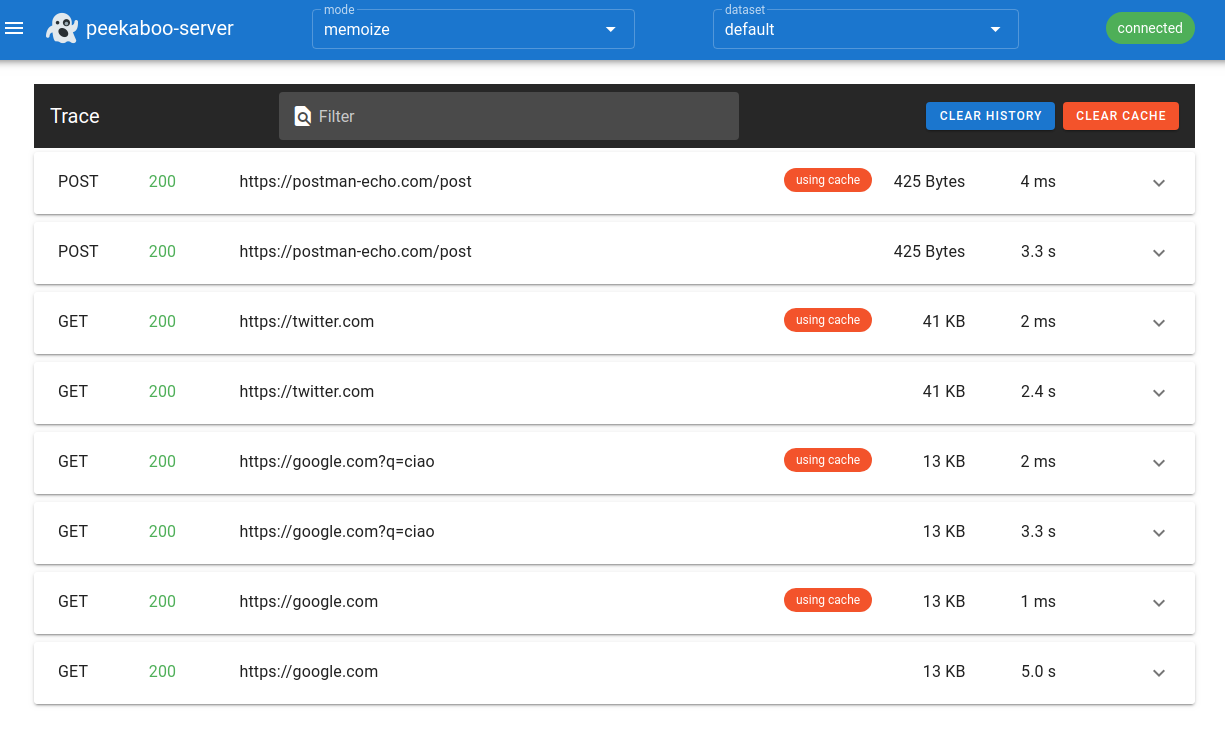 mode
dataset
peekaboo-server
memoize
default
connected
Trace
Filter
CLEAR HISTORY
CLEAR CACHE
POST 200 https://postman-echo.com/post using cache 425 Bytes 4 ms
POST 200 https://postman-echo.com/post 425 Bytes 3.3 s
GET 200 https://twitter.com using cache 41 KB 2 ms
GET 200 https://twitter.com 41 KB 2.4 s
GET 200 https://google.com?q=ciao using cache 13 KB 2 ms
GET 200 https://google.com?q=ciao 13 KB 3.3 s
GET 200 https://google.com using cache 13 KB 1 ms
GET 200 https://google.com 13 KB 5.0 s